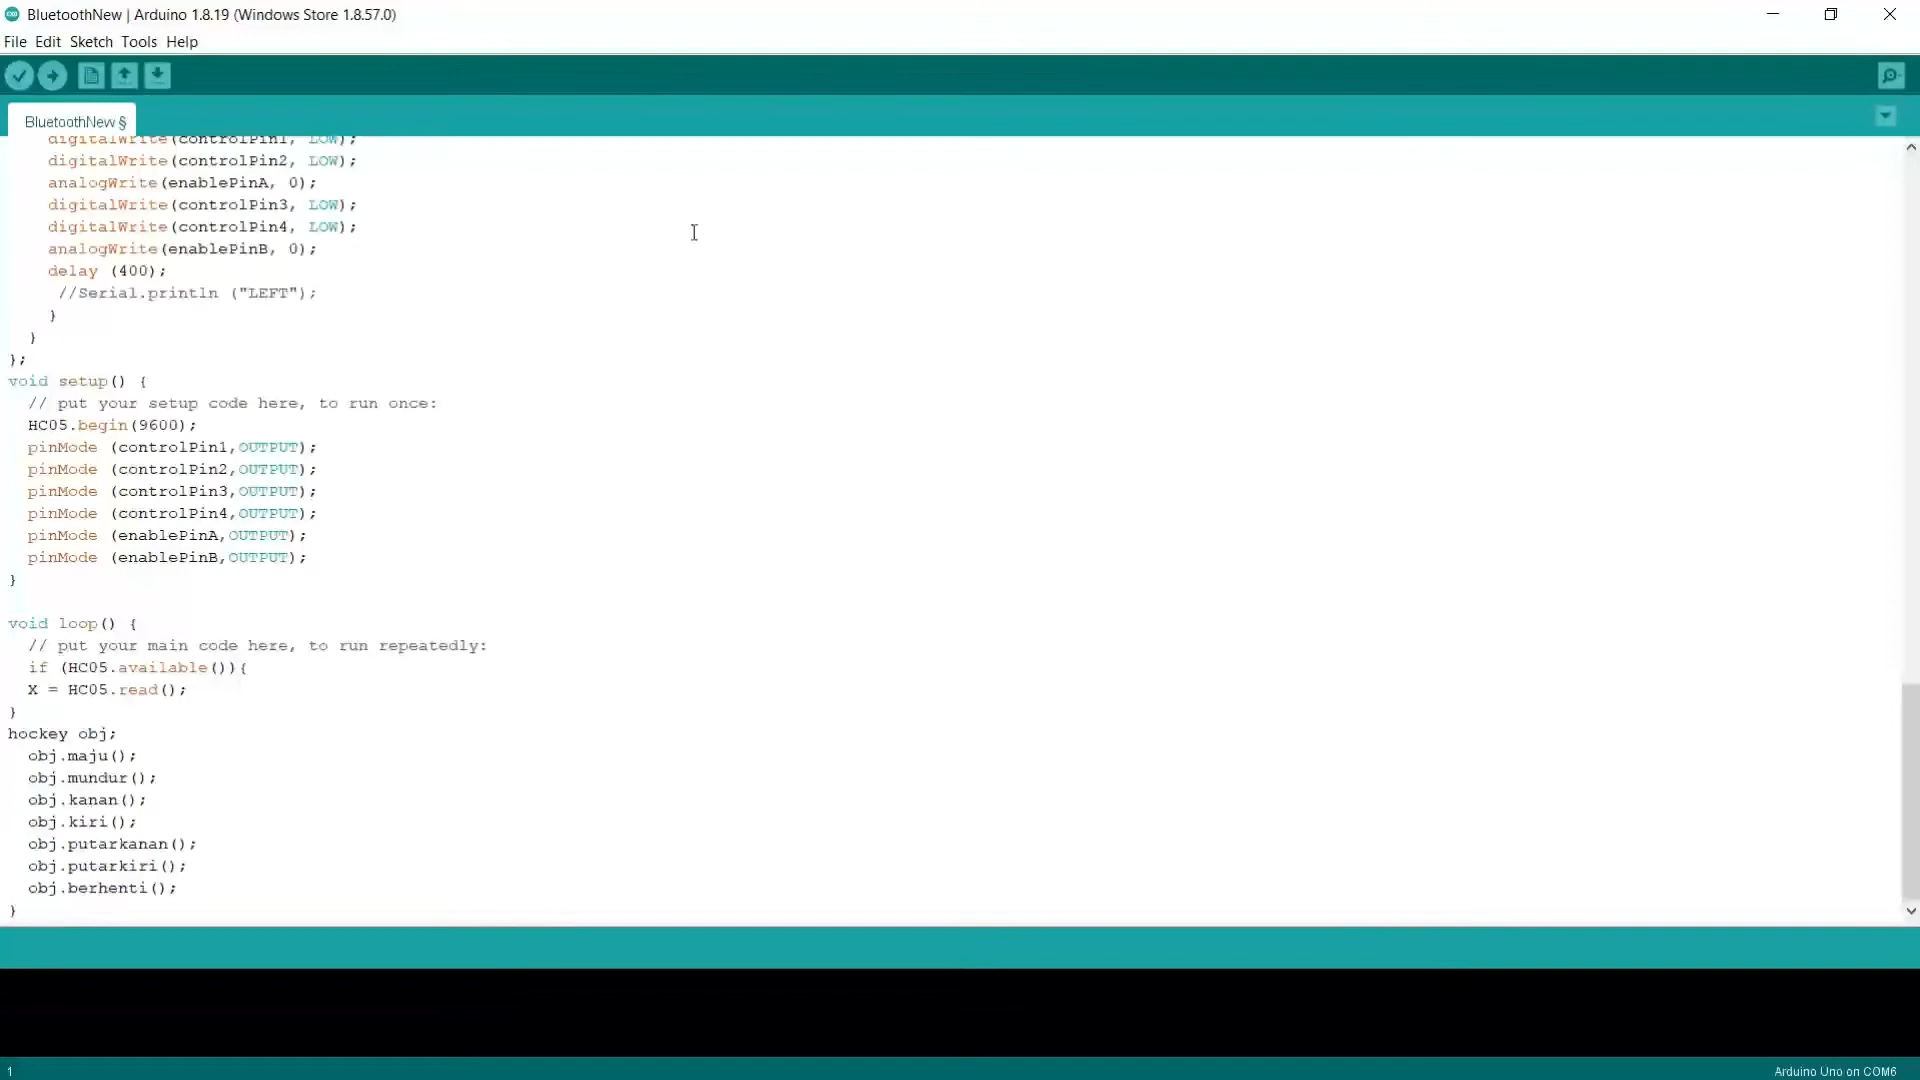 BluetoothNew | Arduino 1.8.19 (Windows Store 1.8.57.0)
File Edit Sketch Tools Help
BluetoothNew §
digitalWrite(controlPin1, LOW);
digitalWrite(controlPin2, LOW);
analogWrite(enablePinA, 0);
digitalWrite(controlPin3, LOW);
digitalWrite(controlPin4, LOW);
analogWrite(enablePinB, 0);
delay (400);
//Serial.println ("LEFT");
}
}
};
void setup() {
// put your setup code here, to run once:
HC05.begin(9600);
pinMode (controlPin1,OUTPUT);
pinMode (controlPin2,OUTPUT);
pinMode (controlPin3,OUTPUT);
pinMode (controlPin4,OUTPUT);
pinMode (enablePinA,OUTPUT);
pinMode (enablePinB,OUTPUT);
}
void loop() {
// put your main code here, to run repeatedly:
if (HC05.available()){
X = HC05.read();
}
hockey obj;
obj.maju();
obj.mundur();
obj.kanan();
obj.kiri();
obj.putarkanan();
obj.putarkiri();
obj.berhenti();
}
1
Arduino Uno on COM6